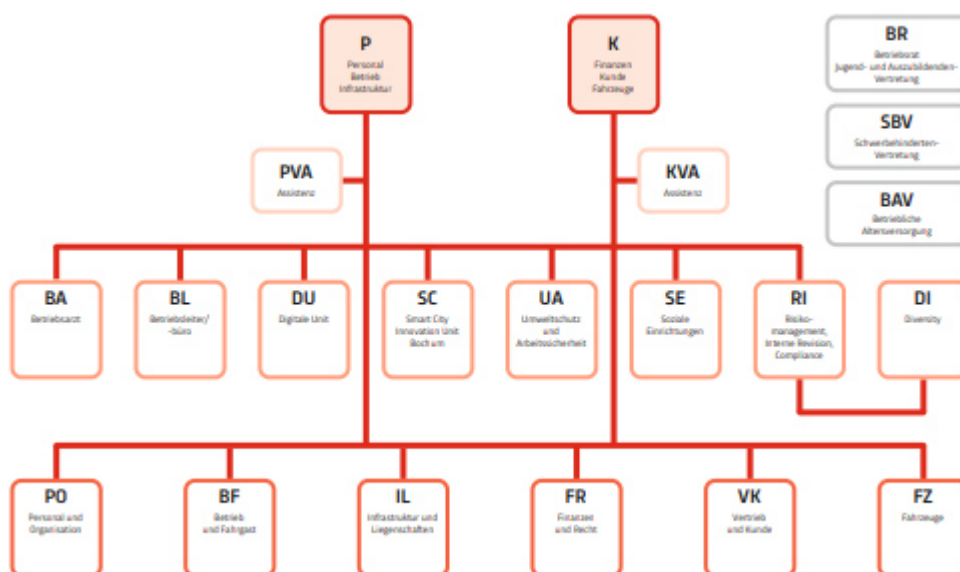 P
Personal
Betrieb
Infrastruktur
K
Finanzen
Kunde
Fahrzeuge
BR
Betriebsrat
Jugend- und Auszubildenden-
Vertretung
SBV
Schwerbehinderten-
Vertretung
BAV
Betriebliche
Altersversorgung
PVA
Assistenz
KVA
Assistenz
BA
Betriebsarzt
BL
Betriebsleiter/
-büro
DU
Digitale Unit
SC
Smart City
Innovation Unit
Bochum
UA
Umweltschutz
und
Arbeitssicherheit
SE
Soziale
Einrichtungen
RI
Risiko-
management,
Interne Revision,
Compliance
DI
Diversity
PO
Personal und
Organisation
BF
Betrieb
und Fahrgast
IL
Infrastruktur und
Liegenschaften
FR
Finanzen
und Recht
VK
Vertrieb
und Kunde
FZ
Fahrzeuge